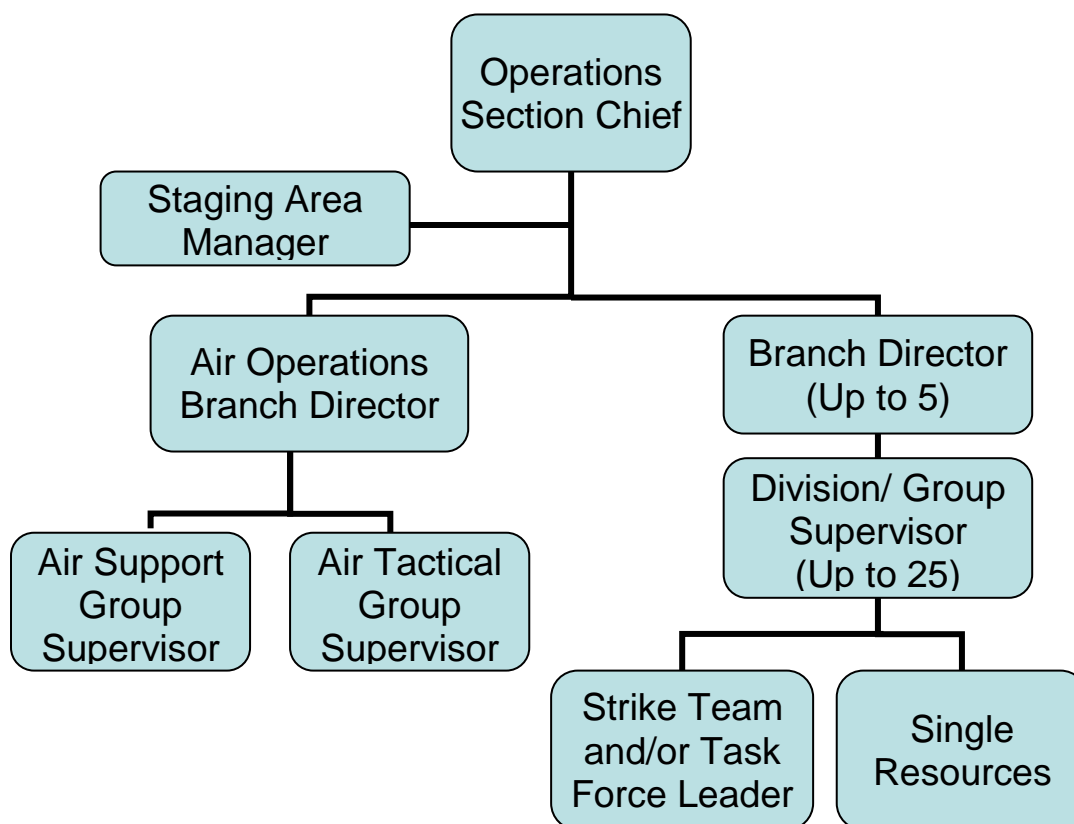 Operations
Section Chief
Staging Area
Manager
Air Operations
Branch Director
Branch Director
(Up to 5)
Division/ Group
Supervisor
(Up to 25)
Air Support
Group
Supervisor
Air Tactical
Group
Supervisor
Strike Team
and/or Task
Force Leader
Single
Resources